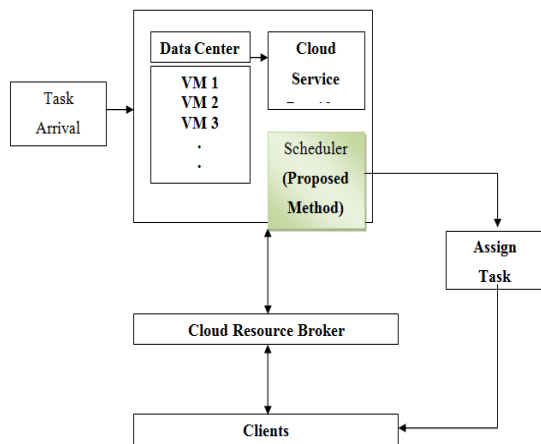 Data Center
Cloud
Service
Task
Arrival
VM 1
VM 2
VM 3
.
.
Scheduler
(Proposed
Method)
Assign
Task
Cloud Resource Broker
Clients